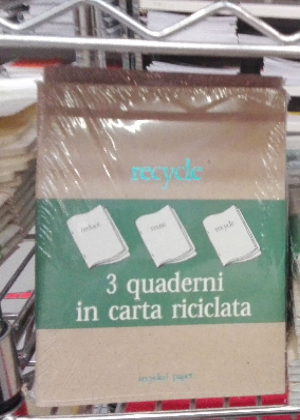 recycle
reduce reuse recycle
3 quaderni
in carta riciclata
recycled paper